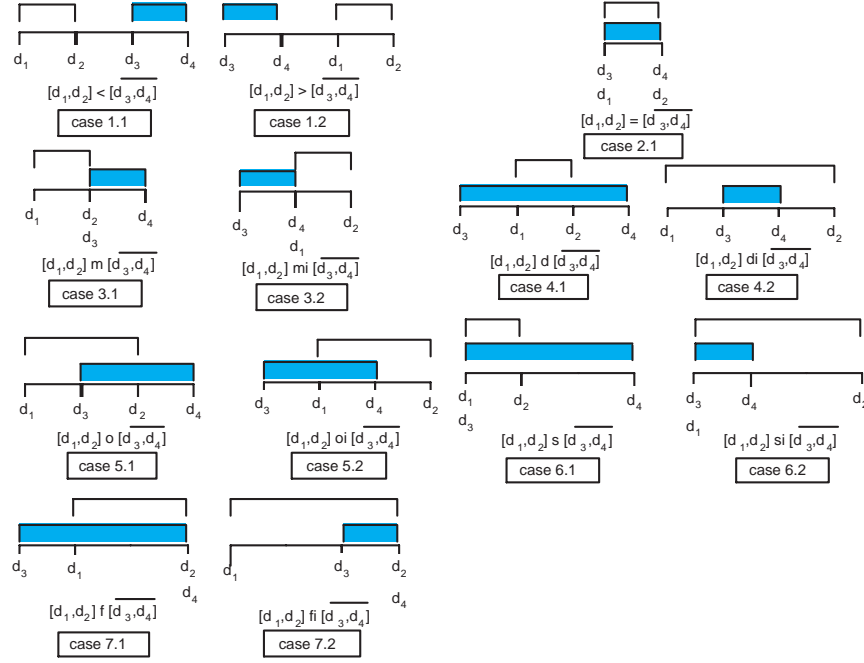 d1 d2 d3 d4
[d1,d2] < [d3,d4]
case 1.1
d3 d4 d1 d2
[d1,d2] > [d3,d4]
case 1.2
d3 d4
d1 d2
[d1,d2] = [d3,d4]
case 2.1
d1 d2 d4
d3
[d1,d2] m [d3,d4]
case 3.1
d3 d4 d2
d1
[d1,d2] mi [d3,d4]
case 3.2
d3 d1 d2 d4
[d1,d2] d [d3,d4]
case 4.1
d1 d3 d4 d2
[d1,d2] di [d3,d4]
case 4.2
d1 d3 d2 d4
[d1,d2] o [d3,d4]
case 5.1
d3 d1 d4 d2
[d1,d2] oi [d3,d4]
case 5.2
d1 d2 d4
d3
[d1,d2] s [d3,d4]
case 6.1
d3 d4 d2
d1
[d1,d2] si [d3,d4]
case 6.2
d3 d1 d2
d4
[d1,d2] f [d3,d4]
case 7.1
d1 d3 d2
d4
[d1,d2] fi [d3,d4]
case 7.2